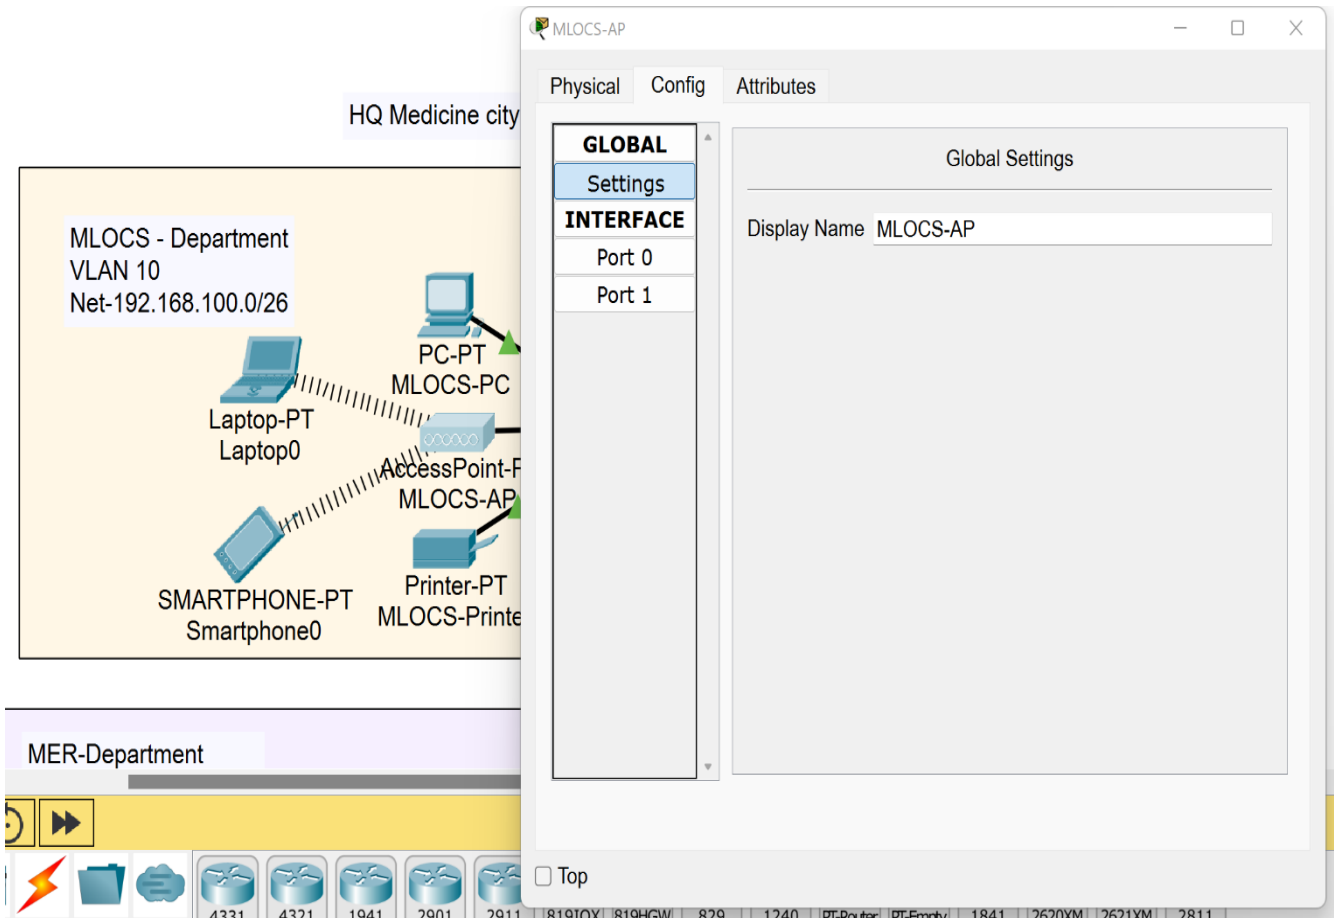 MLOCS-AP
Physical
Config
Attributes
HQ Medicine city
GLOBAL
Settings
INTERFACE
Port 0
Port 1
Global Settings
Display Name
MLOCS-AP
MLOCS - Department
VLAN 10
Net-192.168.100.0/26
PC-PT
MLOCS-PC
Laptop-PT
Laptop0
AccessPoint-P
MLOCS-AP
SMARTPHONE-PT
Smartphone0
Printer-PT
MLOCS-Printe
MER-Department
Top
4331
4321
1941
2901
2911
819IOX
819HGW
829
1240
PT-Router
PT-Empty
1841
2620XM
2621XM
2811